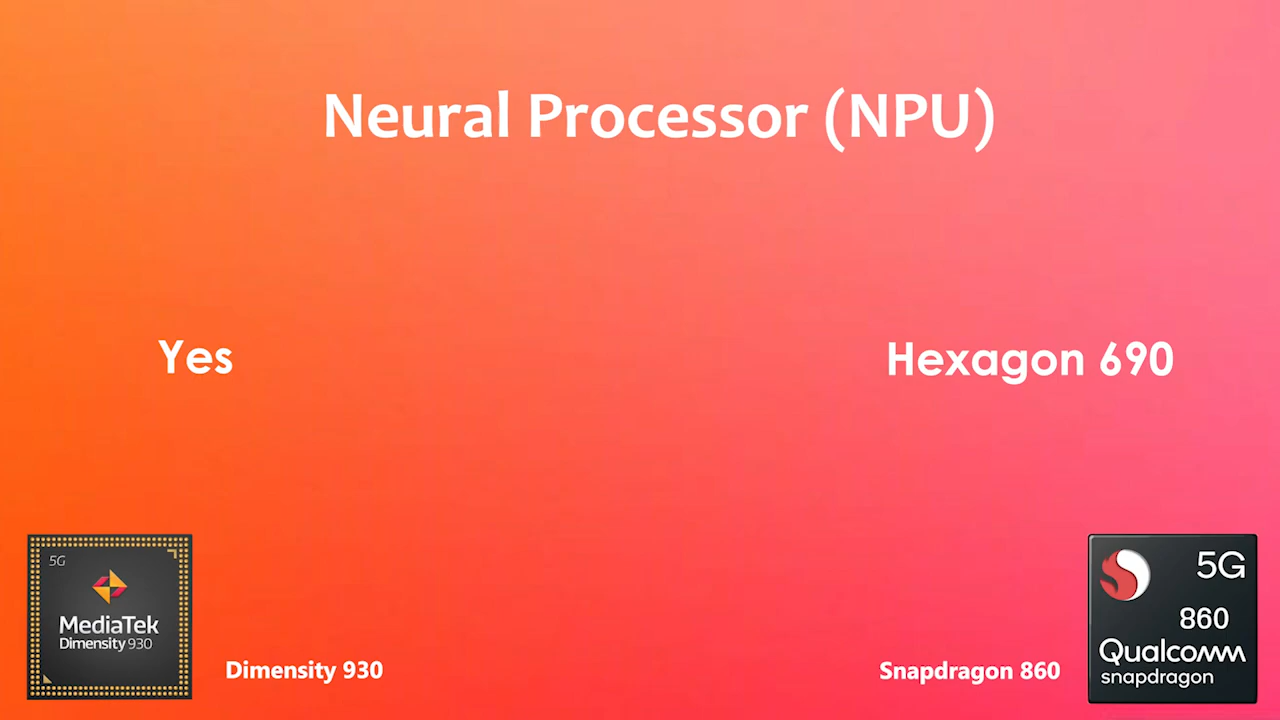 Neural Processor (NPU)
Yes
Hexagon 690
5G
MediaTek
Dimensity 930
Dimensity 930
Snapdragon 860
5G
860
Qualcomm
snapdragon